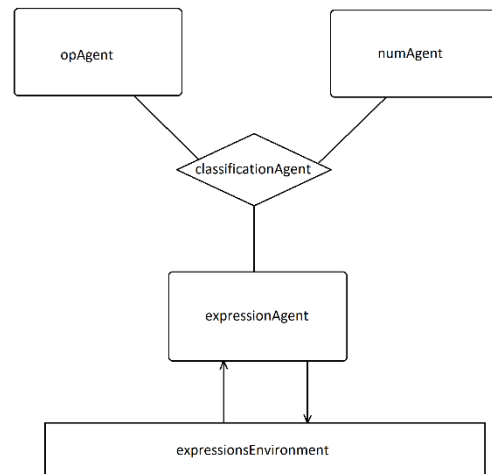 opAgent
numAgent
classificationAgent
expressionAgent
expressionsEnvironment